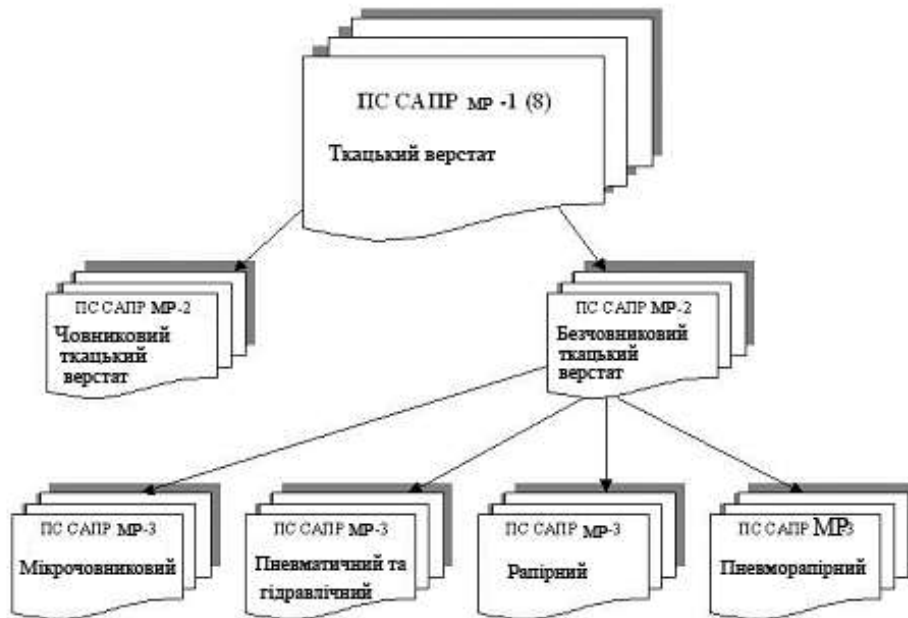 ПС САПР МР -1 (8)
Ткацький верстат
ПС САПР МР-2
Човниковий
ткацький
верстат
ПС САПР МР-2
Безчовниковий
ткацький
верстат
ПС САПР МР-3
Мікрочовниковий
ПС САПР МР-3
Пневматичний та
гідравлічний
ПС САПР МР-3
Рапірний
ПС САПР МР3
Пневморапірний